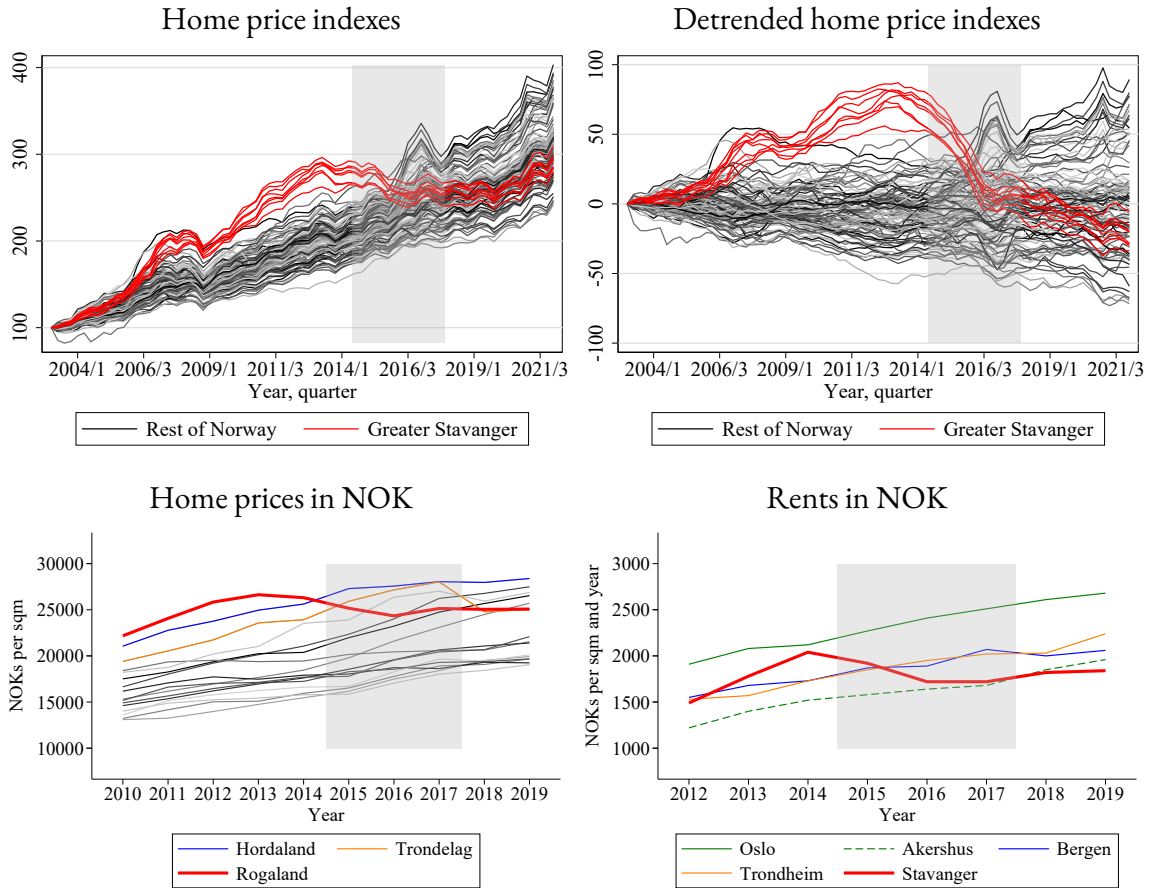 Home price indexes
400
300
200
100
2004/1 2006/3 2009/1 2011/3 2014/1 2016/3 2019/1 2021/3
Year, quarter
Rest of Norway Greater Stavanger
Detrended home price indexes
100
50
0
-50
-100
2004/1 2006/3 2009/1 2011/3 2014/1 2016/3 2019/1 2021/3
Year, quarter
Rest of Norway Greater Stavanger
Home prices in NOK
NOKs per sqm
30000
25000
20000
15000
10000
2010 2011 2012 2013 2014 2015 2016 2017 2018 2019
Year
Hordaland Trondelag
Rogaland
Rents in NOK
NOKs per sqm and year
3000
2500
2000
1500
1000
2012 2013 2014 2015 2016 2017 2018 2019
Year
Oslo Akershus Bergen
Trondheim Stavanger